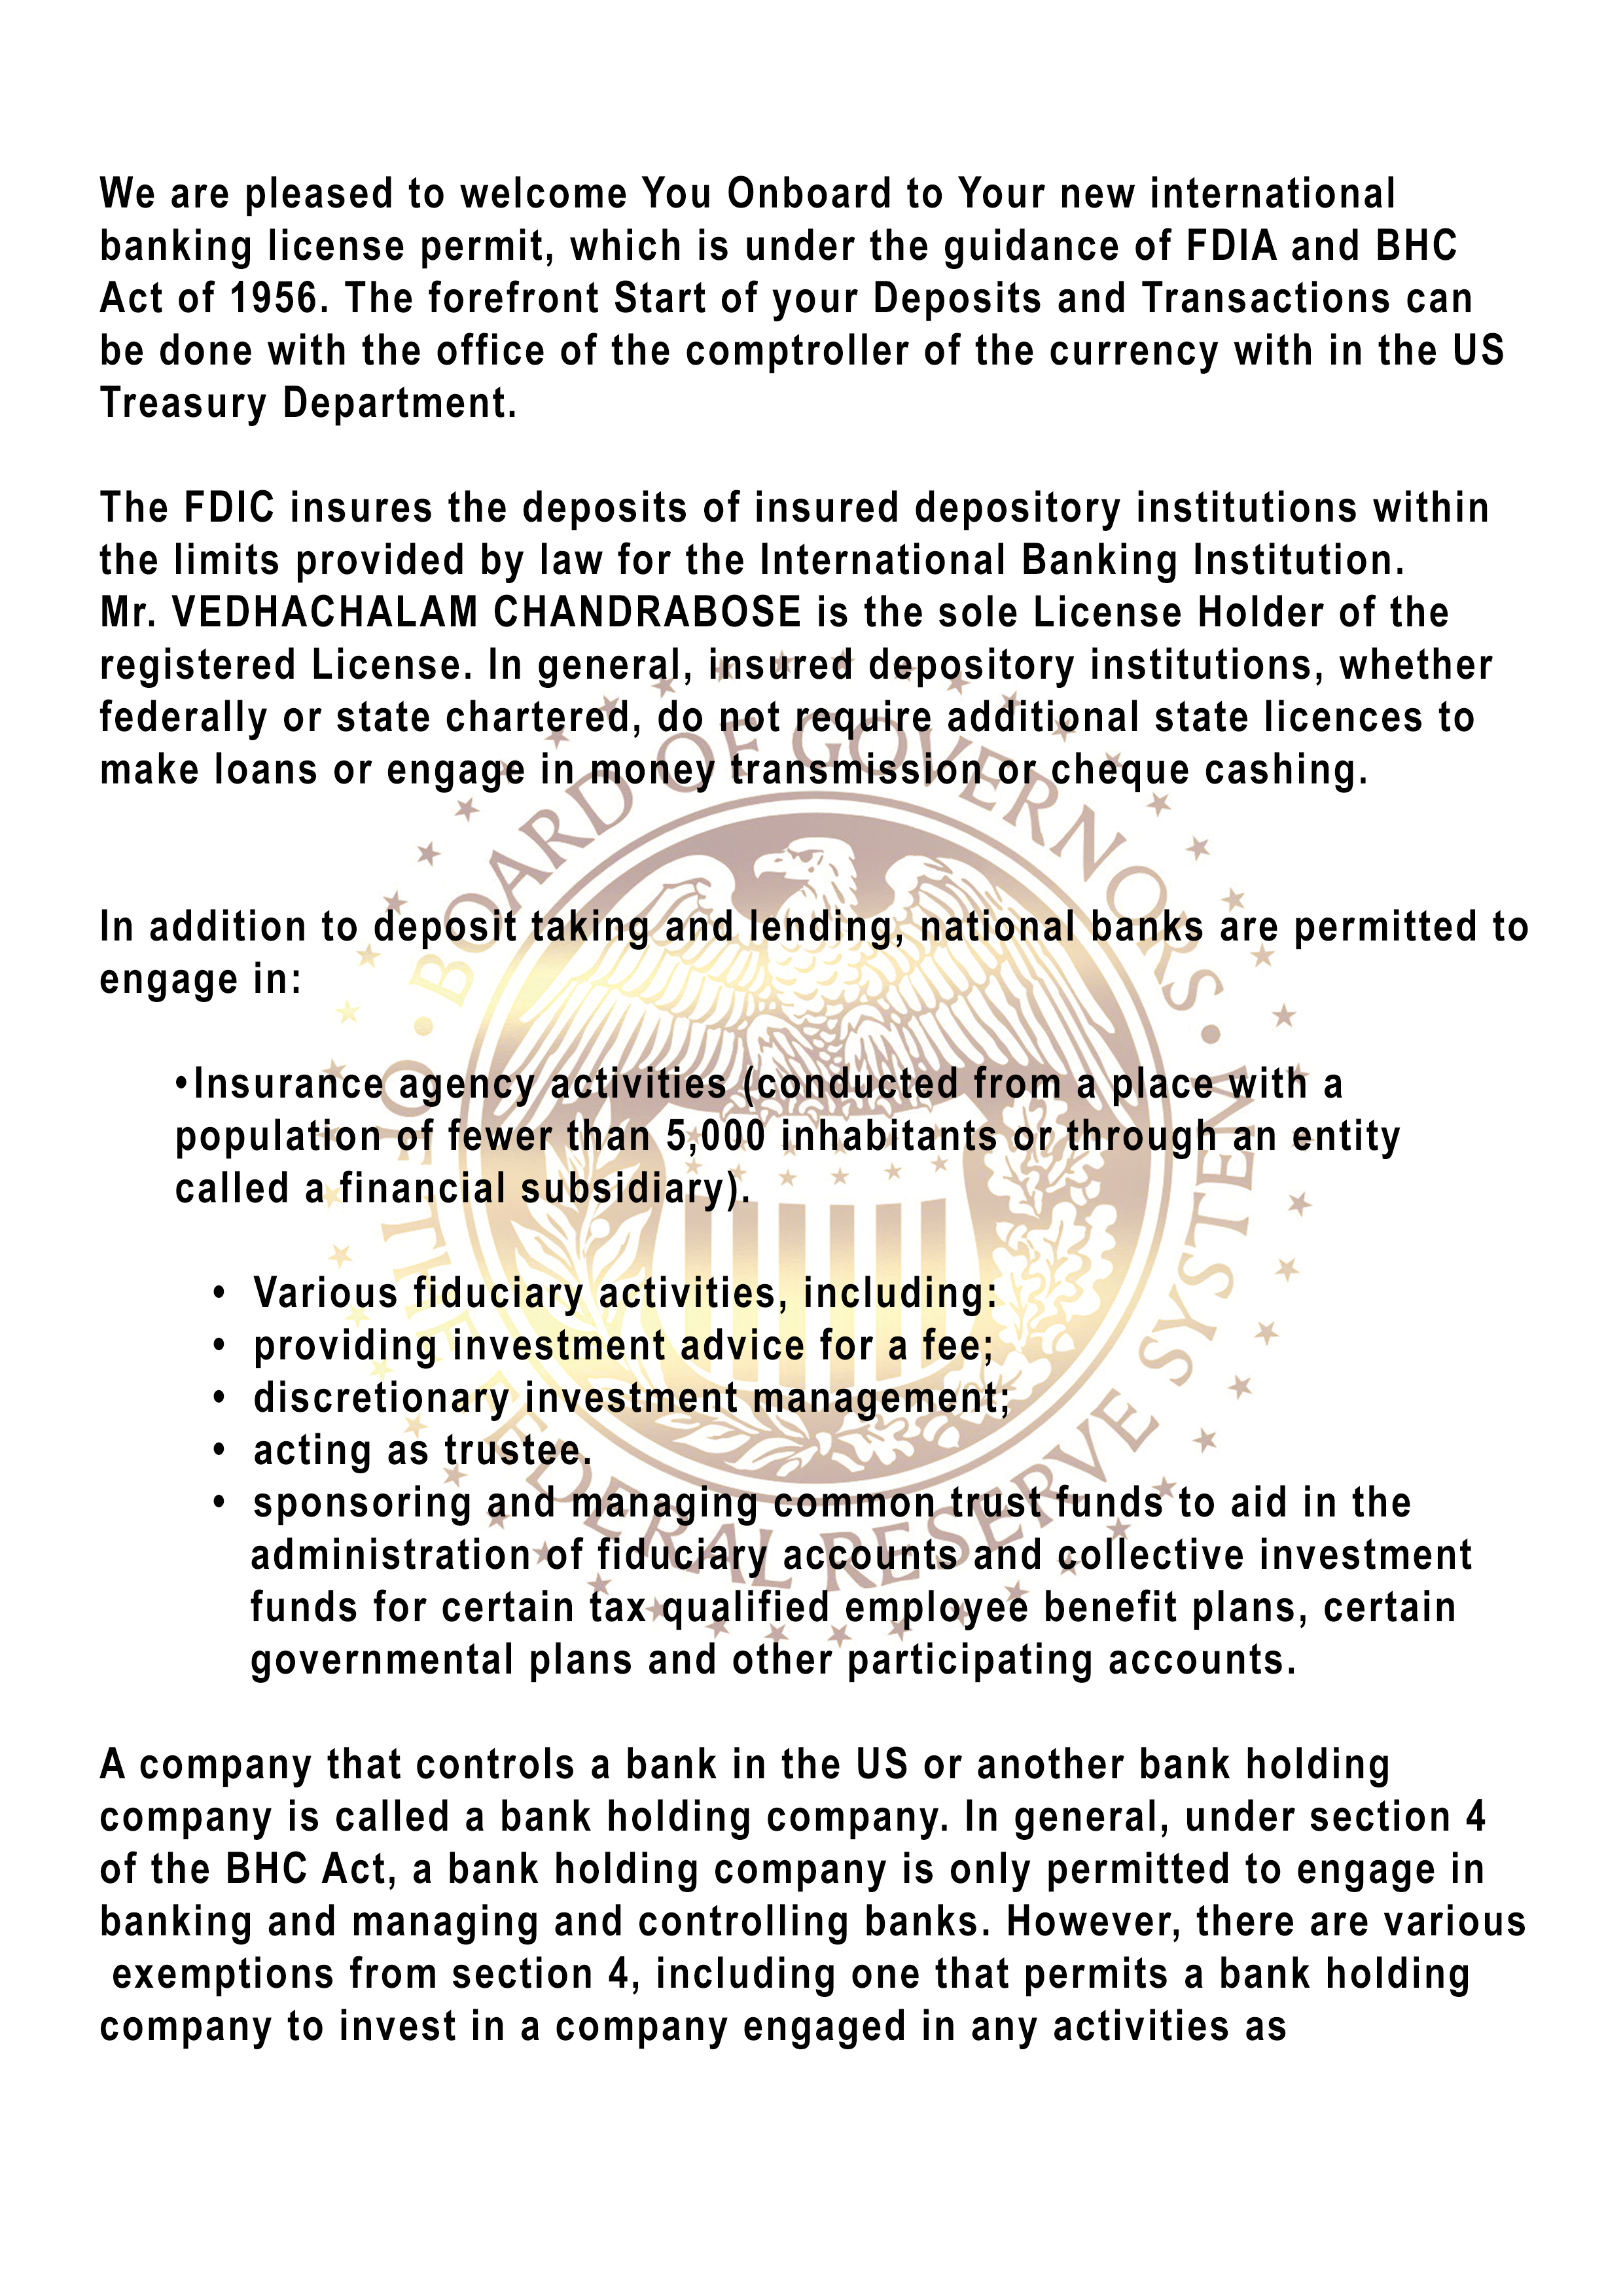 We are pleased to welcome You Onboard to Your new international
banking license permit, which is under the guidance of FDIA and BHC
Act of 1956. The forefront Start of your Deposits and Transactions can
be done with the office of the comptroller of the currency with in the US
Treasury Department.
The FDIC insures the deposits of insured depository institutions within
the limits provided by law for the International Banking Institution.
Mr. VEDHACHALAM CHANDRABOSE is the sole License Holder of the
registered License. In general, insured depository institutions, whether
federally or state chartered, do not require additional state licences to
make loans or engage in money transmission or cheque cashing.
In addition to deposit taking and lending, national banks are permitted to
engage in:
•Insurance agency activities (conducted from a place with a
population of fewer than 5,000 inhabitants or through an entity
called a financial subsidiary).
• Various fiduciary activities, including:
• providing investment advice for a fee;
• discretionary investment management;
• acting as trustee.
• sponsoring and managing common trust funds to aid in the
administration of fiduciary accounts and collective investment
funds for certain tax-qualified employee benefit plans, certain
governmental plans and other participating accounts.
A company that controls a bank in the US or another bank holding
company is called a bank holding company. In general, under section 4
of the BHC Act, a bank holding company is only permitted to engage in
banking and managing and controlling banks. However, there are various
exemptions from section 4, including one that permits a bank holding
company to invest in a company engaged in any activities as
BOARD OF GOVERNORS
OF THE FEDERAL RESERVE SYSTEM